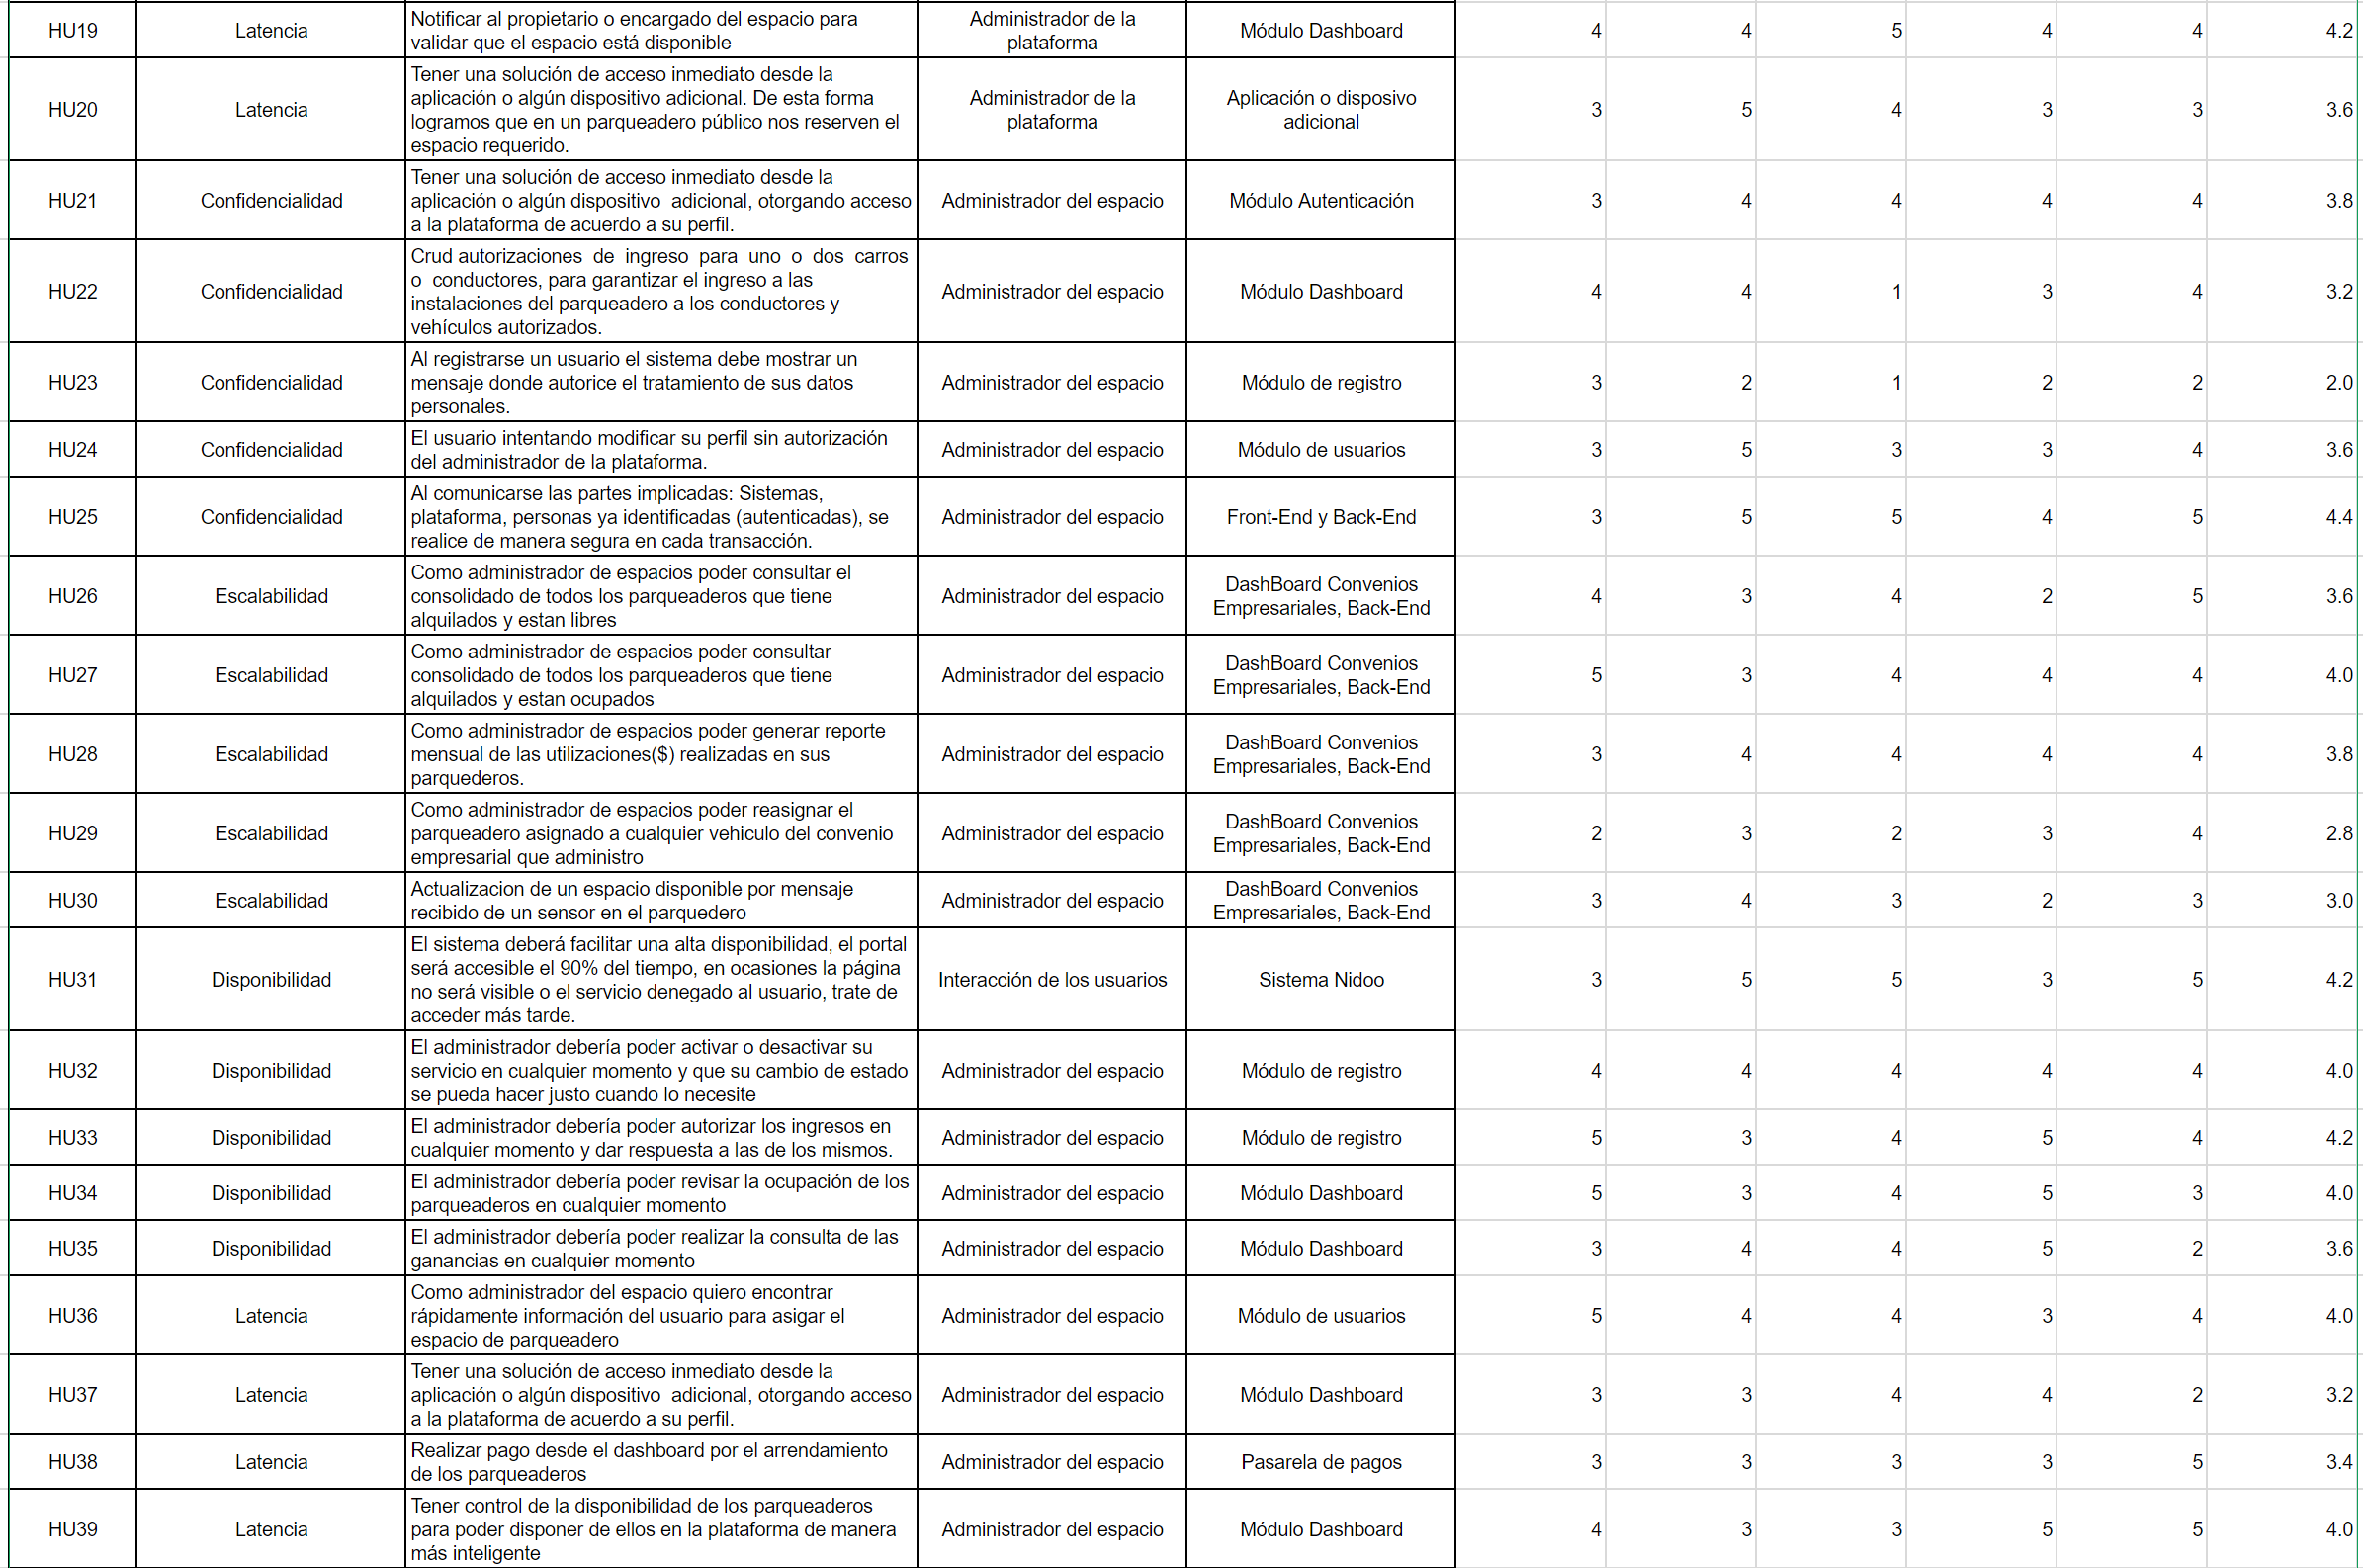 HU19 Latencia Notificar al propietario o encargado del espacio para
validar que el espacio está disponible Administrador de la
plataforma Módulo Dashboard 4 4 5 4 4 4.2
HU20 Latencia Tener una solución de acceso inmediato desde la
aplicación o algún dispositivo adicional. De esta forma
logramos que en un parqueadero público nos reserven el
espacio requerido. Administrador de la
plataforma Aplicación o disposivo
adicional 3 5 4 3 3 3.6
HU21 Confidencialidad Tener una solución de acceso inmediato desde la
aplicación o algún dispositivo adicional, otorgando acceso
a la plataforma de acuerdo a su perfil. Administrador del espacio Módulo Autenticación 3 4 4 4 4 3.8
HU22 Confidencialidad Crud autorizaciones de ingreso para uno o dos carros
o conductores, para garantizar el ingreso a las
instalaciones del parqueadero a los conductores y
vehículos autorizados. Administrador del espacio Módulo Dashboard 4 4 1 3 4 3.2
HU23 Confidencialidad Al registrarse un usuario el sistema debe mostrar un
mensaje donde autorice el tratamiento de sus datos
personales. Administrador del espacio Módulo de registro 3 2 1 2 2 2.0
HU24 Confidencialidad El usuario intentando modificar su perfil sin autorización
del administrador de la plataforma. Administrador del espacio Módulo de usuarios 3 5 3 3 4 3.6
HU25 Confidencialidad Al comunicarse las partes implicadas: Sistemas,
plataforma, personas ya identificadas (autenticadas), se
realice de manera segura en cada transacción. Administrador del espacio Front-End y Back-End 3 5 5 4 5 4.4
HU26 Escalabilidad Como administrador de espacios poder consultar el
consolidado de todos los parqueaderos que tiene
alquilados y estan libres Administrador del espacio DashBoard Convenios
Empresariales, Back-End 4 3 4 2 5 3.6
HU27 Escalabilidad Como administrador de espacios poder consultar
consolidado de todos los parqueaderos que tiene
alquilados y estan ocupados Administrador del espacio DashBoard Convenios
Empresariales, Back-End 5 3 4 4 4 4.0
HU28 Escalabilidad Como administrador de espacios poder generar reporte
mensual de las utilizaciones($) realizadas en sus
parquederos. Administrador del espacio DashBoard Convenios
Empresariales, Back-End 3 4 4 4 4 3.8
HU29 Escalabilidad Como administrador de espacios poder reasignar el
parqueadero asignado a cualquier vehiculo del convenio
empresarial que administro Administrador del espacio DashBoard Convenios
Empresariales, Back-End 2 3 2 3 4 2.8
HU30 Escalabilidad Actualizacion de un espacio disponible por mensaje
recibido de un sensor en el parquedero Administrador del espacio DashBoard Convenios
Empresariales, Back-End 3 4 3 2 3 3.0
HU31 Disponibilidad El sistema deberá facilitar una alta disponibilidad, el portal
será accesible el 90% del tiempo, en ocasiones la página
no será visible o el servicio denegado al usuario, trate de
acceder más tarde. Interacción de los usuarios Sistema Nidoo 3 5 5 3 5 4.2
HU32 Disponibilidad El administrador debería poder activar o desactivar su
servicio en cualquier momento y que su cambio de estado
se pueda hacer justo cuando lo necesite Administrador del espacio Módulo de registro 4 4 4 4 4 4.0
HU33 Disponibilidad El administrador debería poder autorizar los ingresos en
cualquier momento y dar respuesta a las de los mismos. Administrador del espacio Módulo de registro 5 3 4 5 4 4.2
HU34 Disponibilidad El administrador debería poder revisar la ocupación de los
parqueaderos en cualquier momento Administrador del espacio Módulo Dashboard 5 3 4 5 3 4.0
HU35 Disponibilidad El administrador debería poder realizar la consulta de las
ganancias en cualquier momento Administrador del espacio Módulo Dashboard 3 4 4 5 2 3.6
HU36 Latencia Como administrador del espacio quiero encontrar
rápidamente información del usuario para asigar el
espacio de parqueadero Administrador del espacio Módulo de usuarios 5 4 4 3 4 4.0
HU37 Latencia Tener una solución de acceso inmediato desde la
aplicación o algún dispositivo adicional, otorgando acceso
a la plataforma de acuerdo a su perfil. Administrador del espacio Módulo Dashboard 3 3 4 4 2 3.2
HU38 Latencia Realizar pago desde el dashboard por el arrendamiento
de los parqueaderos Administrador del espacio Pasarela de pagos 3 3 3 3 5 3.4
HU39 Latencia Tener control de la disponibilidad de los parqueaderos
para poder disponer de ellos en la plataforma de manera
más inteligente Administrador del espacio Módulo Dashboard 4 3 3 5 5 4.0